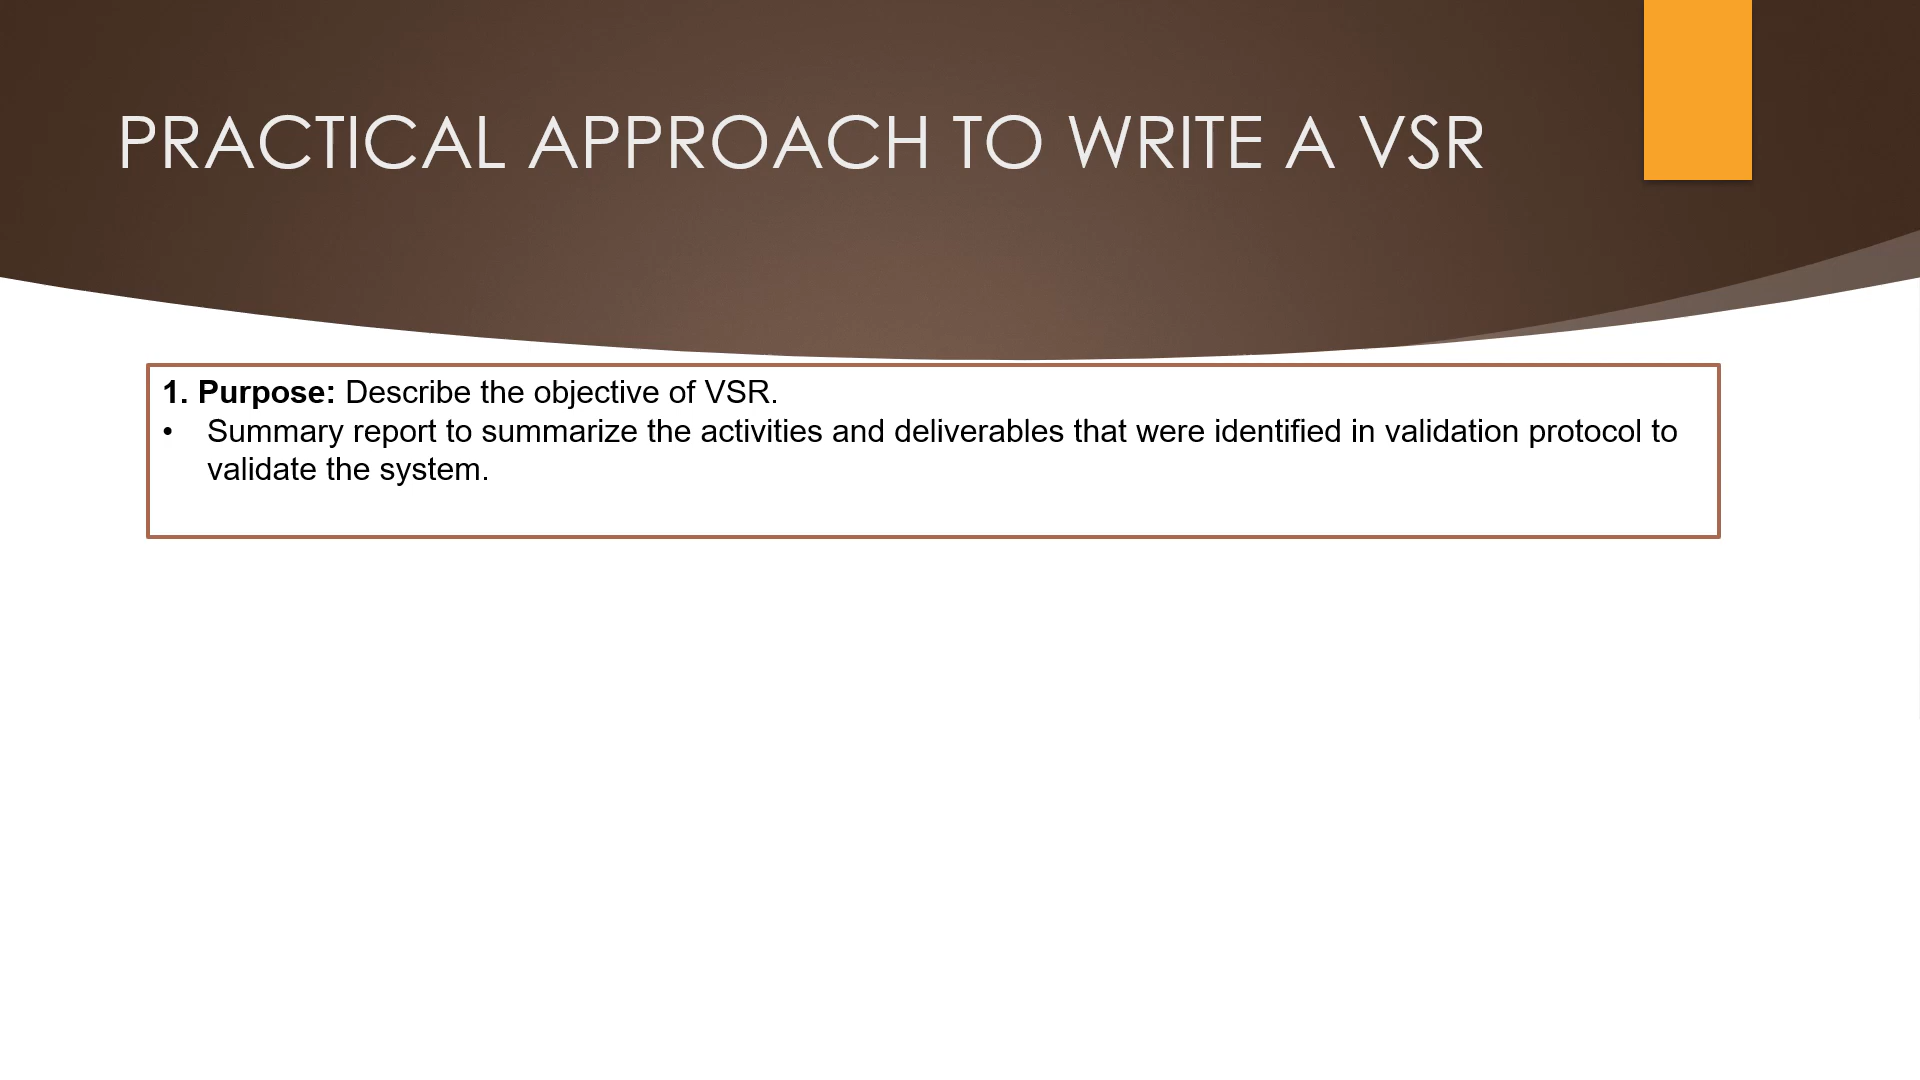 PRACTICAL APPROACH TO WRITE A VSR
1. Purpose: Describe the objective of VSR.
• Summary report to summarize the activities and deliverables that were identified in validation protocol to
validate the system.